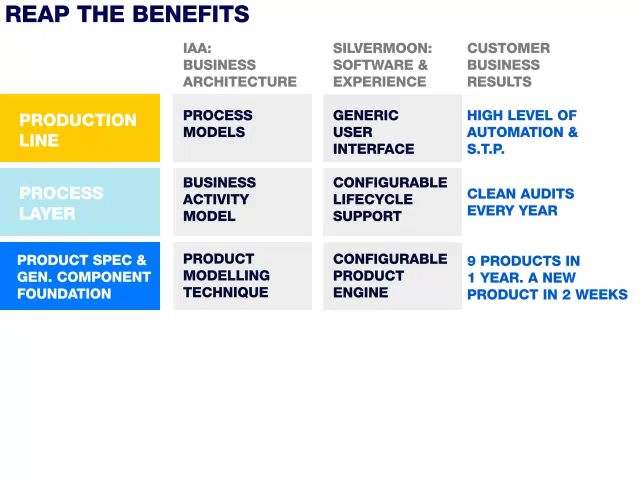 REAP THE BENEFITS
IAA:
BUSINESS
ARCHITECTURE
SILVERMOON:
SOFTWARE &
EXPERIENCE
CUSTOMER
BUSINESS
RESULTS
PRODUCTION
LINE
PROCESS
MODELS
GENERIC
USER
INTERFACE
HIGH LEVEL OF
AUTOMATION &
S.T.P.
PROCESS
LAYER
BUSINESS
ACTIVITY
MODEL
CONFIGURABLE
LIFECYCLE
SUPPORT
CLEAN AUDITS
EVERY YEAR
PRODUCT SPEC &
GEN. COMPONENT
FOUNDATION
PRODUCT
MODELLING
TECHNIQUE
CONFIGURABLE
PRODUCT
ENGINE
9 PRODUCTS IN
1 YEAR. A NEW
PRODUCT IN 2 WEEKS